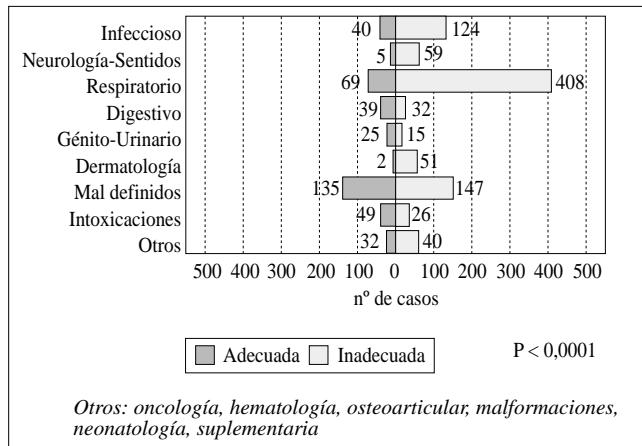 Infeccioso 40 124
Neurología-Sentidos 5 59
Respiratorio 69 408
Digestivo 39 32
Génito-Urinario 25 15
Dermatología 2 51
Mal definidos 135 147
Intoxicaciones 49 26
Otros 32 40
500 400 300 200 100 0 100 200 300 400 500
nº de casos
Adecuada Inadecuada P < 0,0001
Otros: oncología, hematología, osteoarticular, malformaciones,
neonatología, suplementaria